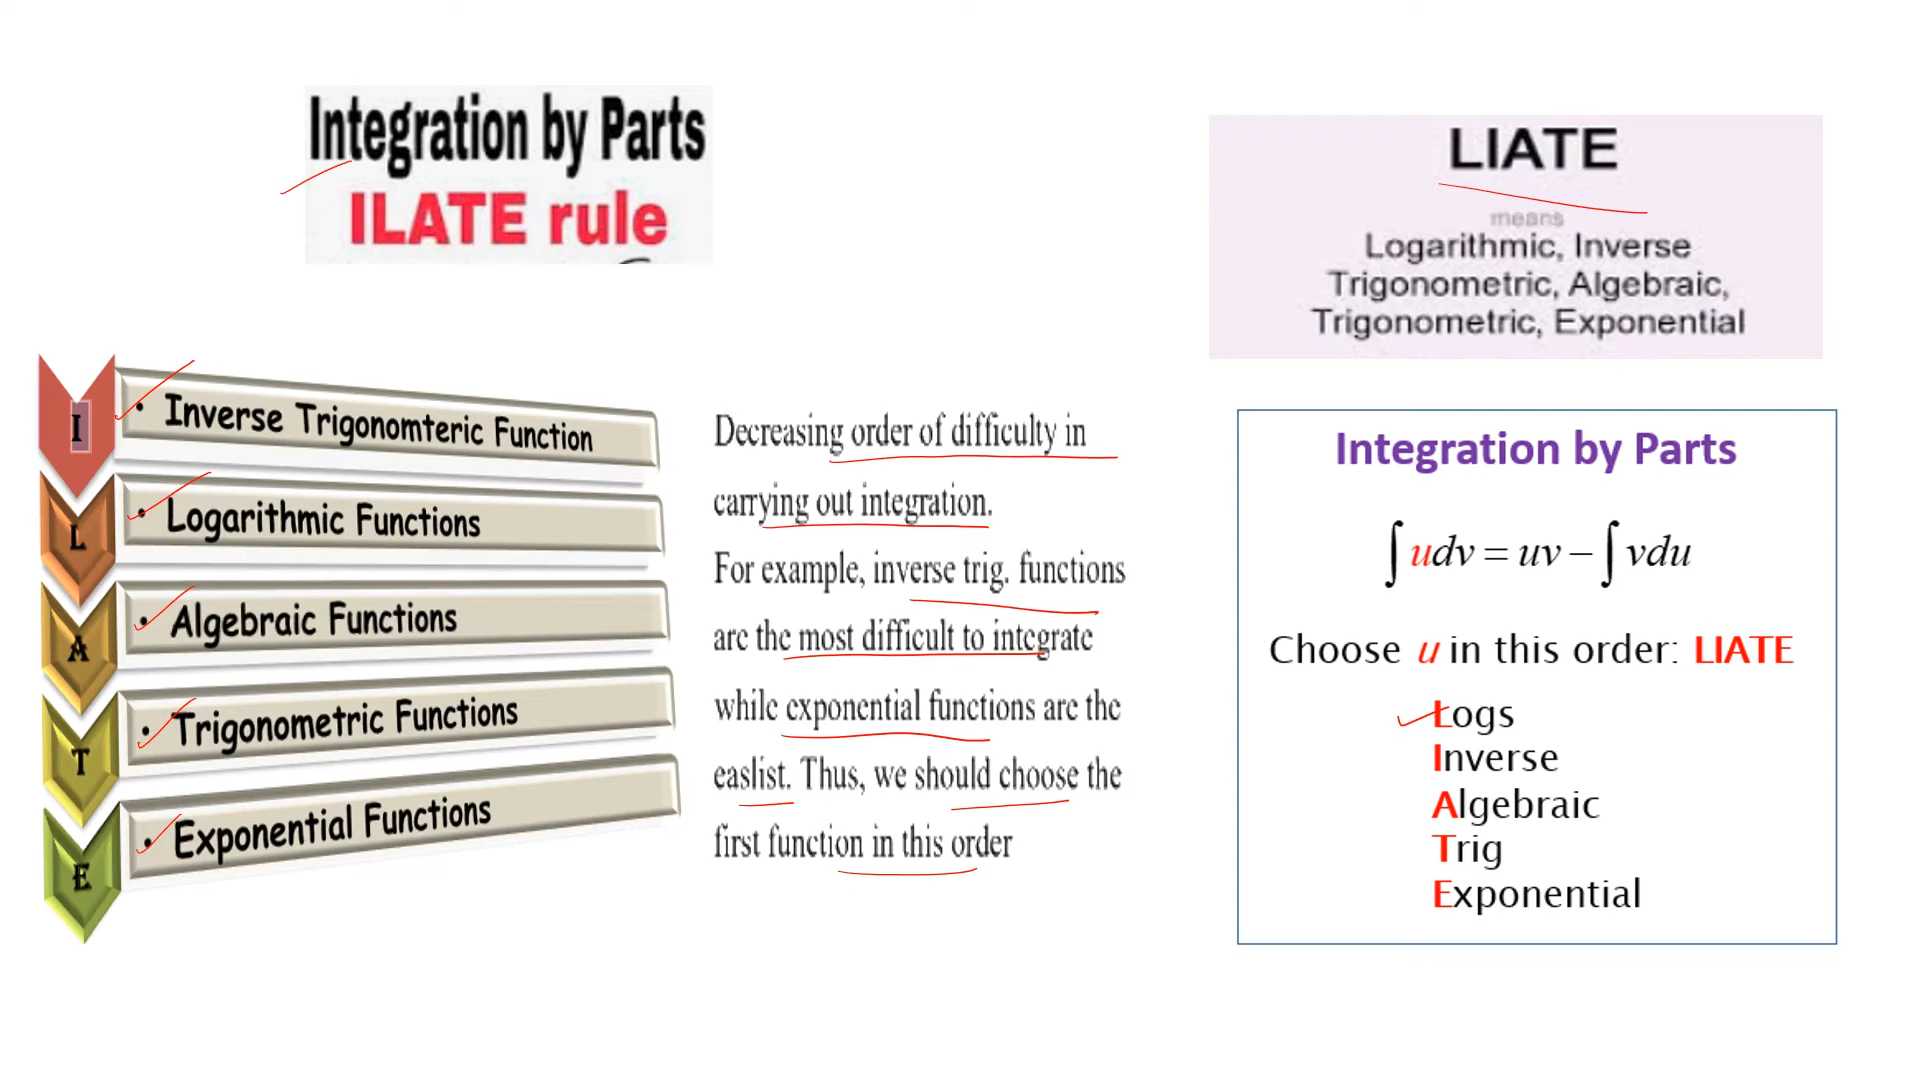 Integration by Parts
ILATE rule
I
• Inverse Trigonomteric Function
L
• Logarithmic Functions
A
• Algebraic Functions
T
• Trigonometric Functions
E
• Exponential Functions
Decreasing order of difficulty in
carrying out integration.
For example, inverse trig. functions
are the most difficult to integrate
while exponential functions are the
easlist. Thus, we should choose the
first function in this order
LIATE
means
Logarithmic, Inverse
Trigonometric, Algebraic,
Trigonometric, Exponential
Integration by Parts
∫ udv = uv − ∫ vdu
Choose u in this order: LIATE
Logs
Inverse
Algebraic
Trig
Exponential